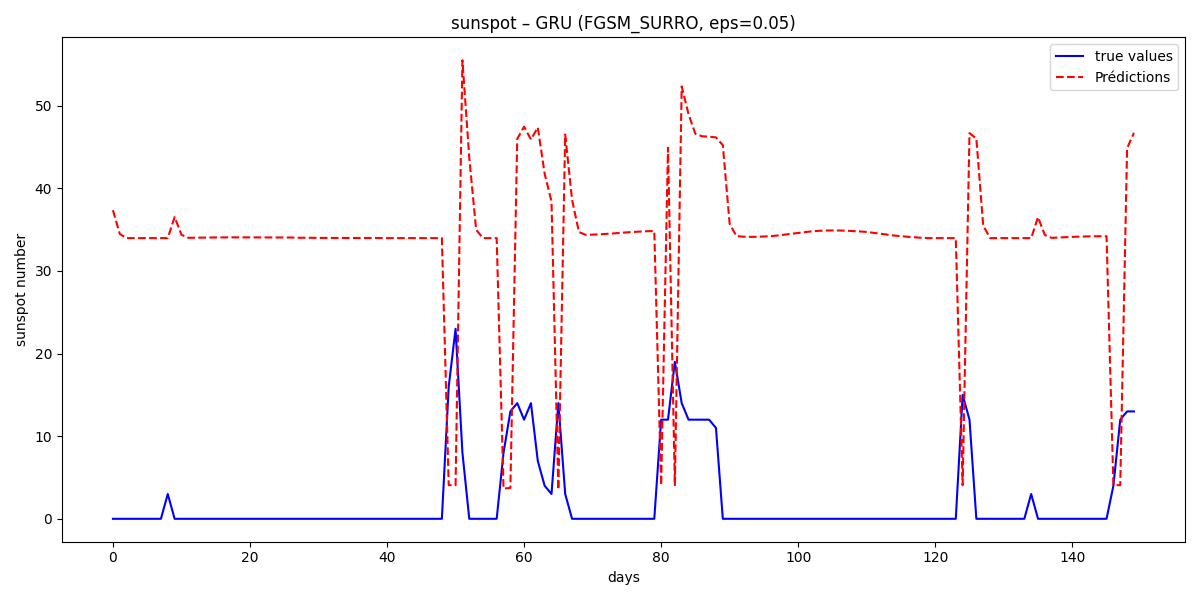 sunspot – GRU (FGSM_SURRO, eps=0.05)
true values
Prédictions
sunspot number
50
40
30
20
10
0
0 20 40 60 80 100 120 140
days